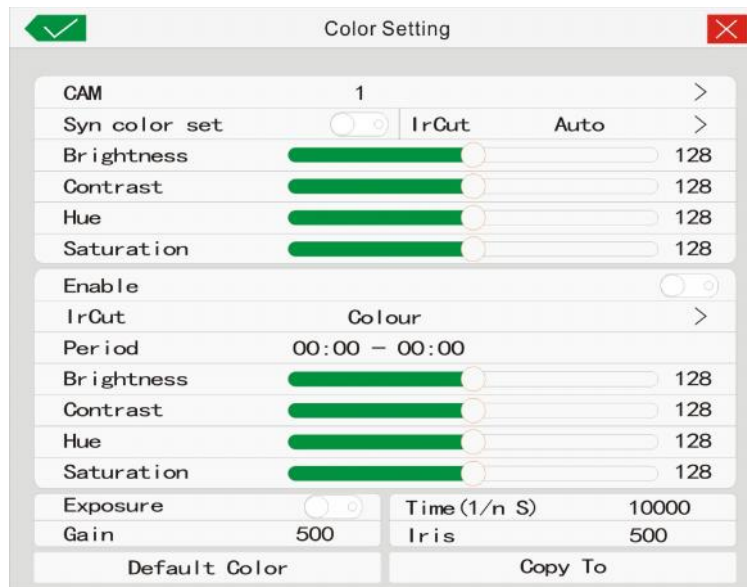 Color Setting
CAM 1 >
Syn color set IrCut Auto >
Brightness 128
Contrast 128
Hue 128
Saturation 128
Enable
IrCut Colour >
Period 00:00 - 00:00
Brightness 128
Contrast 128
Hue 128
Saturation 128
Exposure Time(1/n S) 10000
Gain 500 Iris 500
Default Color Copy To